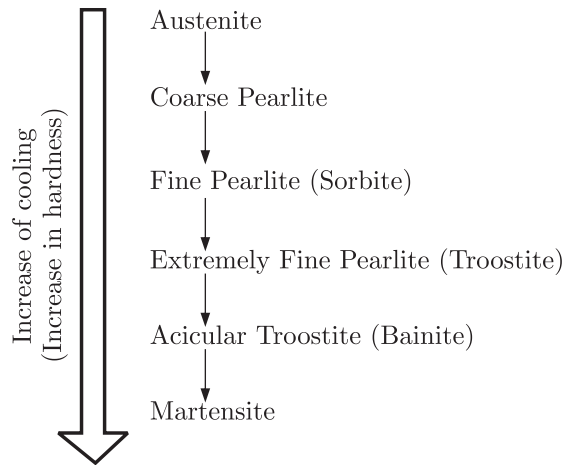 Increase of cooling
(Increase in hardness)
Austenite
Coarse Pearlite
Fine Pearlite (Sorbite)
Extremely Fine Pearlite (Troostite)
Acicular Troostite (Bainite)
Martensite